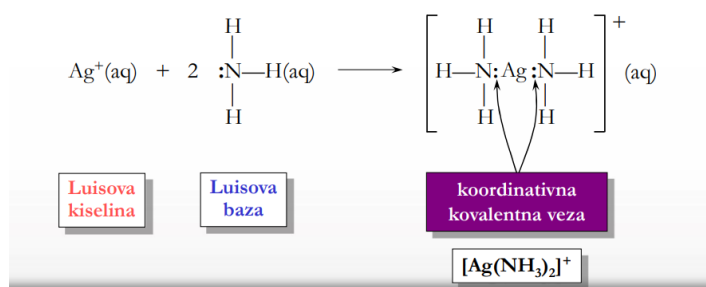 H H H
Ag⁺(aq) + 2 :N—H(aq) ⟶ [H—N:Ag:N—H]⁺ (aq)
H H H
Luisova
kiselina
Luisova
baza
koordinativna
kovalentna veza
[Ag(NH₃)₂]⁺